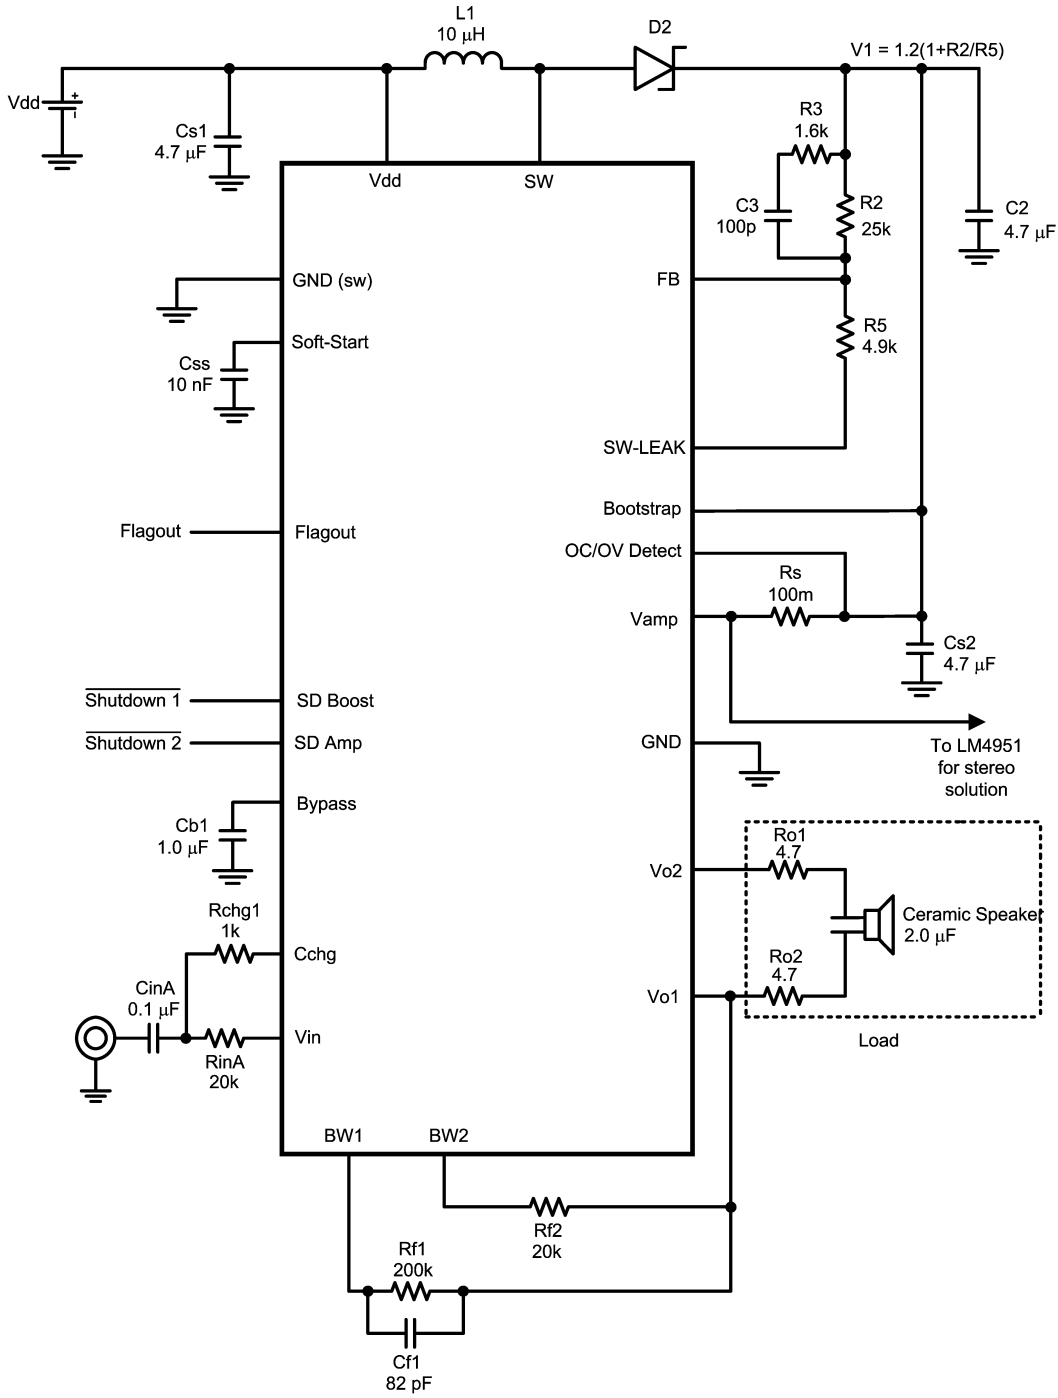 L1
10 μH
D2
V1 = 1.2(1+R2/R5)
Vdd
+
Cs1
4.7 μF
Vdd
SW
R3
1.6k
C3
100p
R2
25k
C2
4.7 μF
GND (sw)
FB
Soft-Start
R5
4.9k
Css
10 nF
SW-LEAK
Bootstrap
Flagout
Flagout
OC/OV Detect
Rs
100m
Vamp
Cs2
4.7 μF
Shutdown 1
SD Boost
Shutdown 2
SD Amp
GND
To LM4951
for stereo
solution
Bypass
Cb1
1.0 μF
Ro1
4.7
Vo2
Rchg1
1k
Ceramic Speaker
2.0 μF
Cchg
Ro2
4.7
CinA
0.1 μF
Vo1
Vin
Load
RinA
20k
BW1
BW2
Rf2
20k
Rf1
200k
Cf1
82 pF